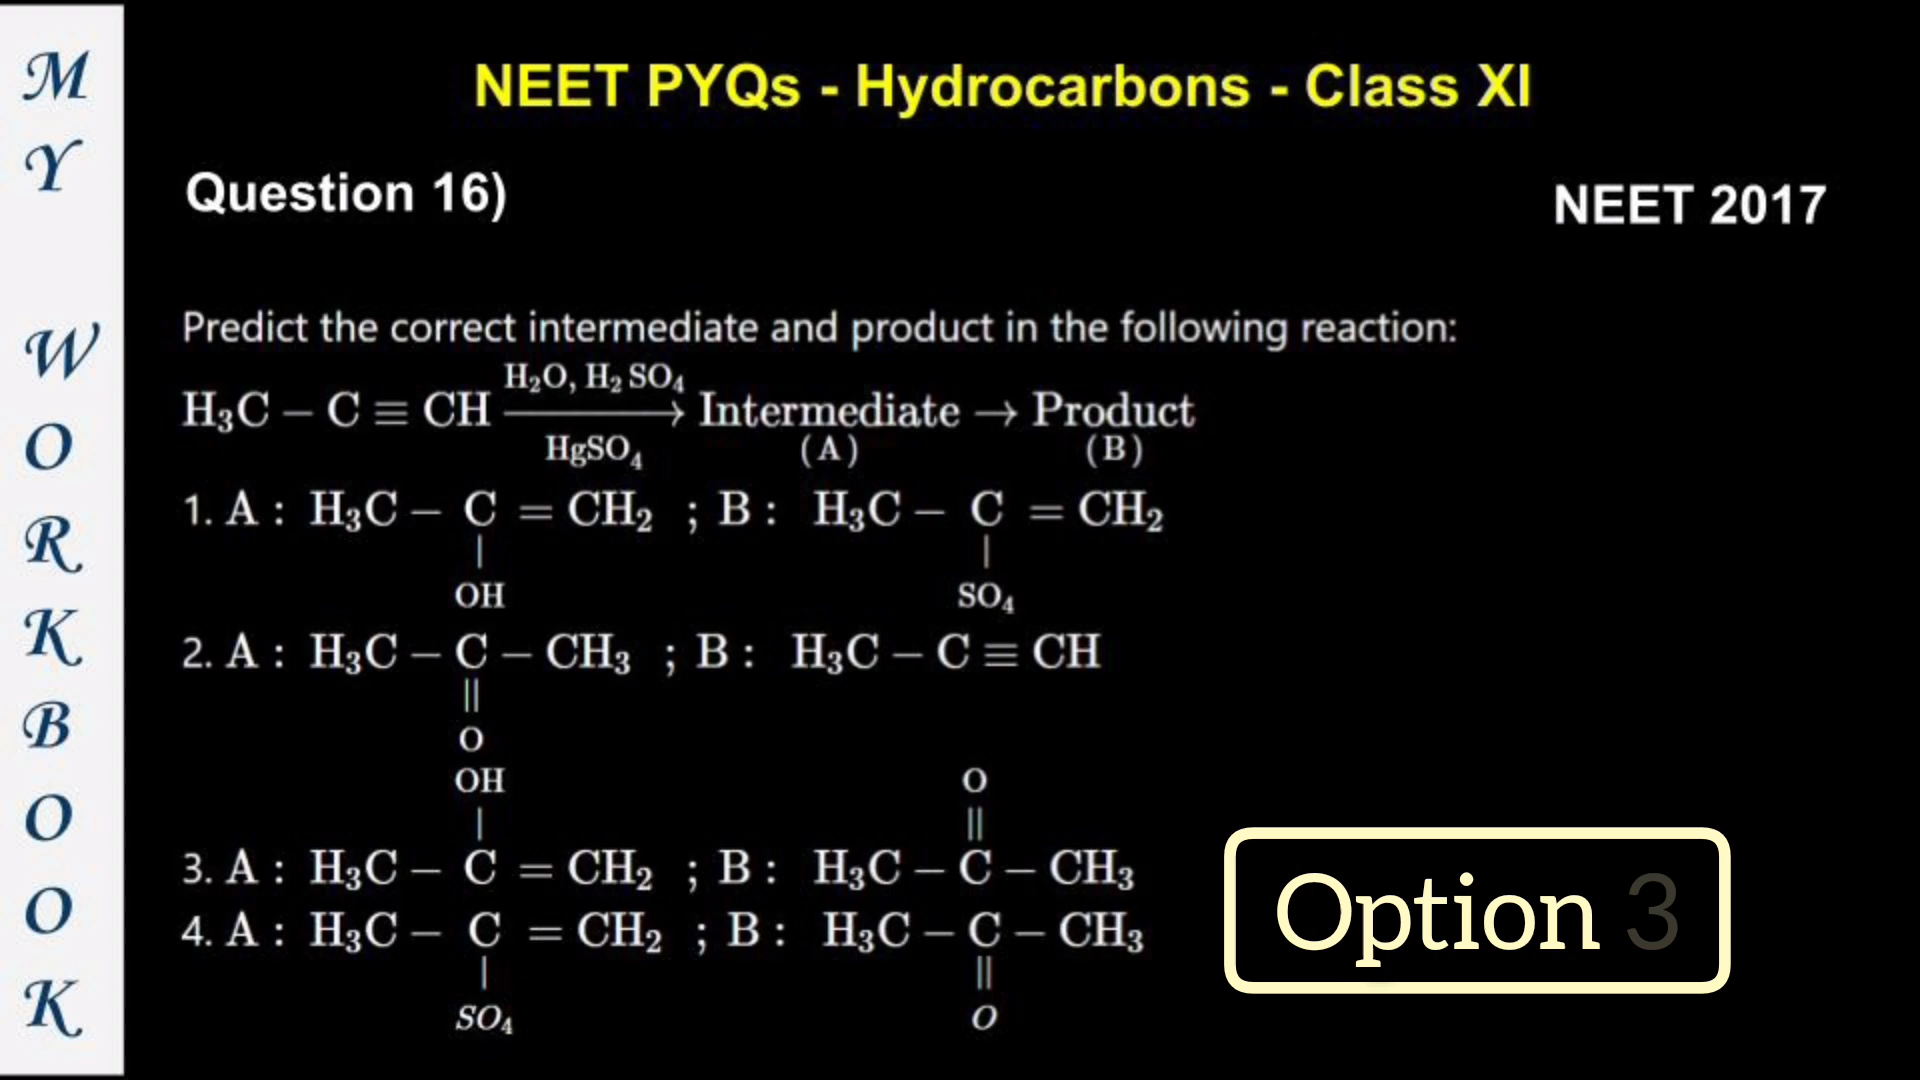 MY WORKBOOK
NEET PYQs - Hydrocarbons - Class XI
Question 16)
NEET 2017
Predict the correct intermediate and product in the following reaction:
H₃C – C ≡ CH H₂O, H₂SO₄ → HgSO₄ Intermediate (A) → Product (B)
1. A : H₃C – C = CH₂ ; B : H₃C – C = CH₂
| |
OH SO₄
2. A : H₃C – C – CH₃ ; B : H₃C – C ≡ CH
||
O
OH O
| ||
3. A : H₃C – C = CH₂ ; B : H₃C – C – CH₃
4. A : H₃C – C = CH₂ ; B : H₃C – C – CH₃
| ||
SO₄ O
Option 3